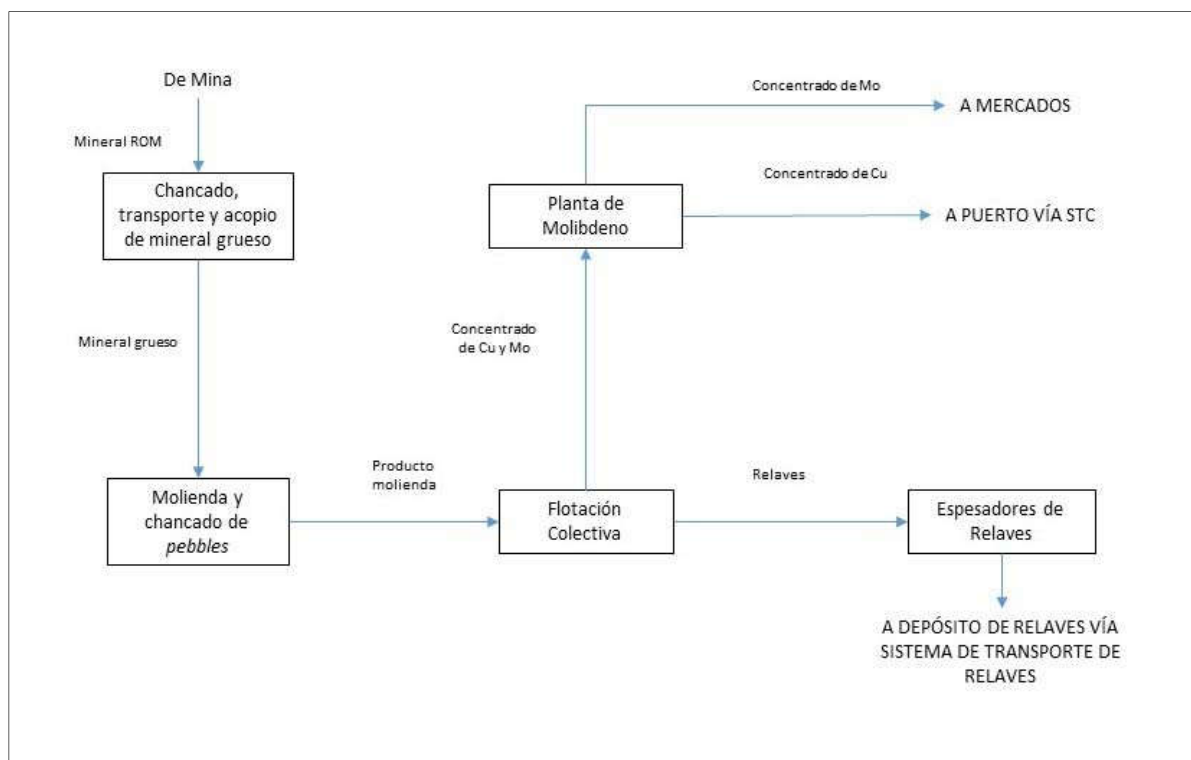 De Mina
Mineral ROM
Chancado,
transporte y acopio
de mineral grueso
Mineral grueso
Molienda y
chancado de
pebbles
Producto
molienda
Flotación
Colectiva
Concentrado
de Cu y Mo
Planta de
Molibdeno
Concentrado de Mo
A MERCADOS
Concentrado de Cu
A PUERTO VÍA STC
Relaves
Espesadores de
Relaves
A DEPÓSITO DE RELAVES VÍA
SISTEMA DE TRANSPORTE DE
RELAVES